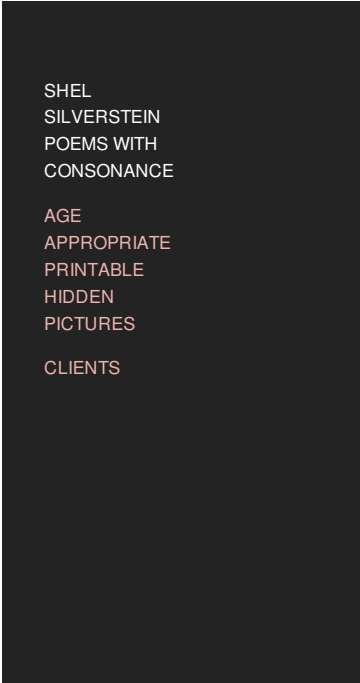 SHEL
SILVERSTEIN
POEMS WITH
CONSONANCE
AGE
APPROPRIATE
PRINTABLE
HIDDEN
PICTURES
CLIENTS